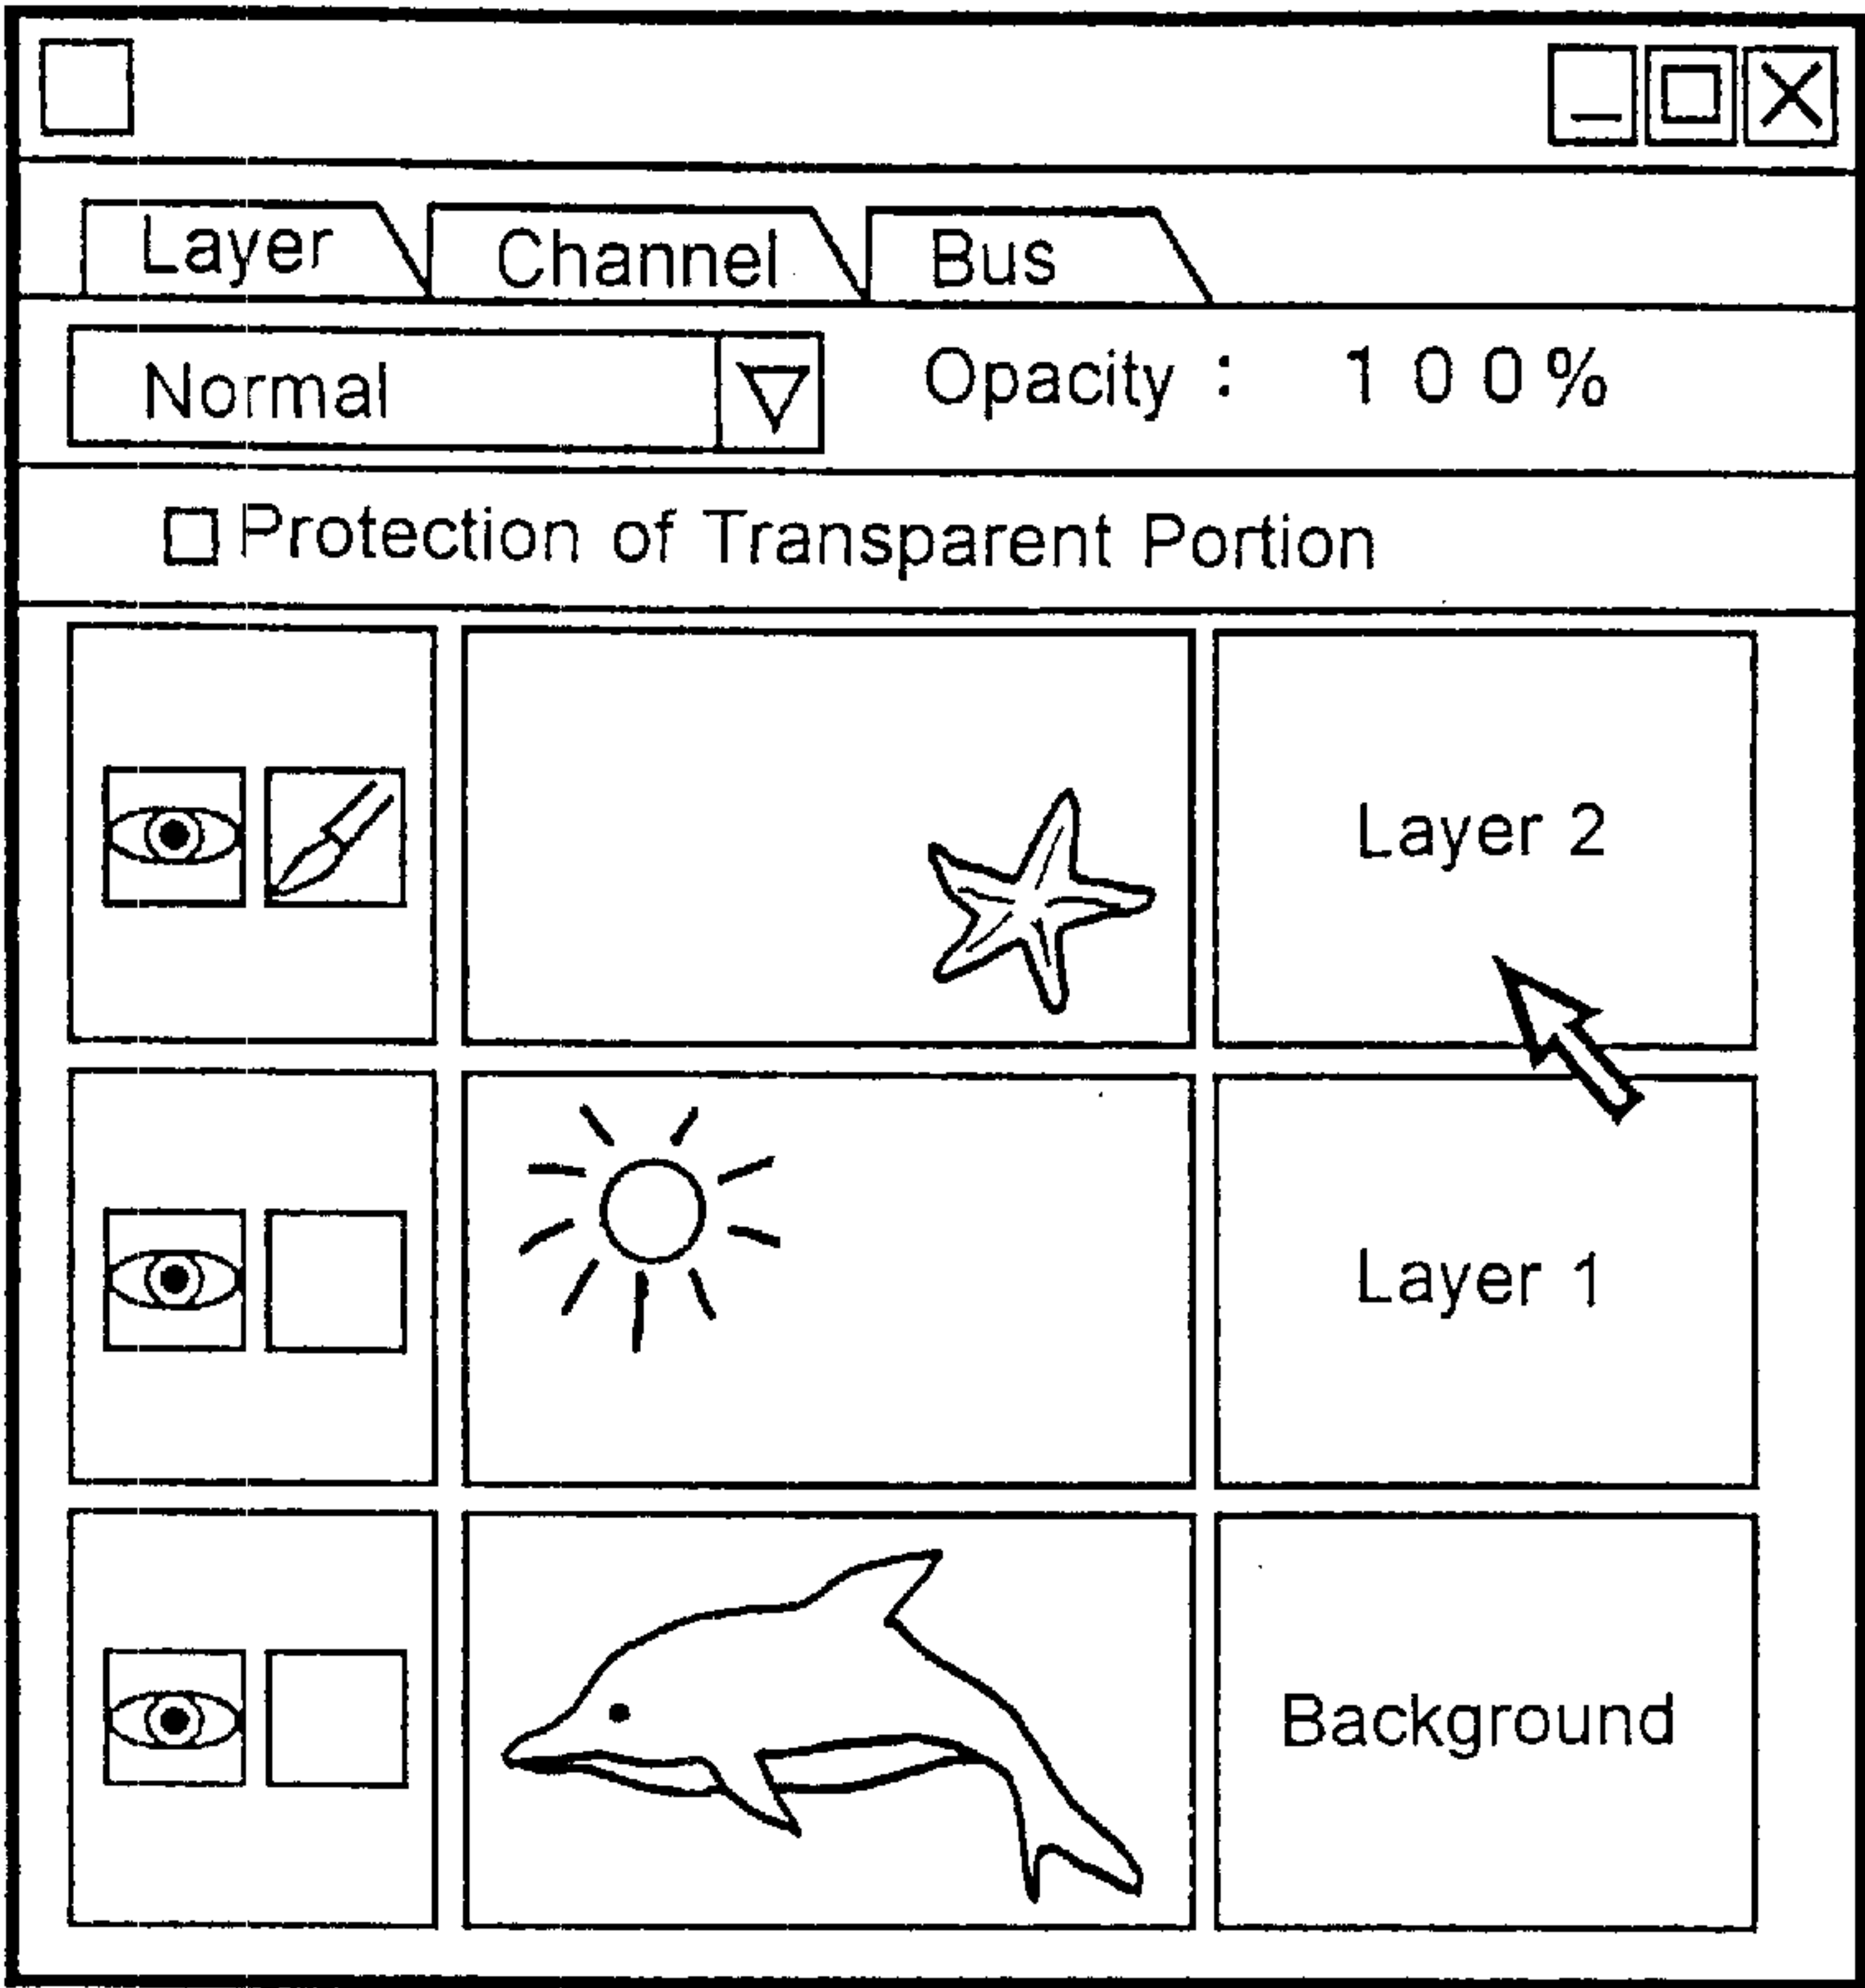 Layer Channel Bus
Normal Opacity : 100%
Protection of Transparent Portion
Layer 2
Layer 1
Background